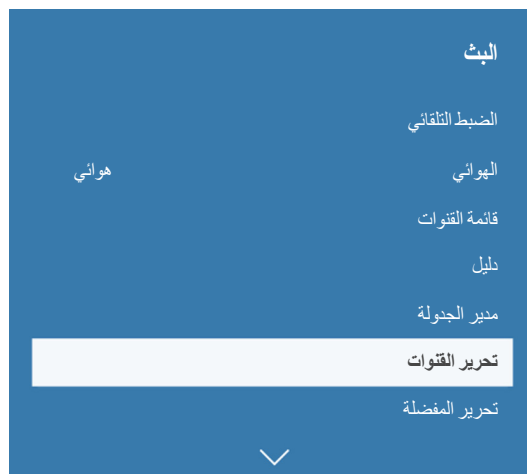 البث
الضبط التلقائي
الهوائي هوائي
قائمة القنوات
دليل
مدير الجدولة
تحرير القنوات
تحرير المفضلة